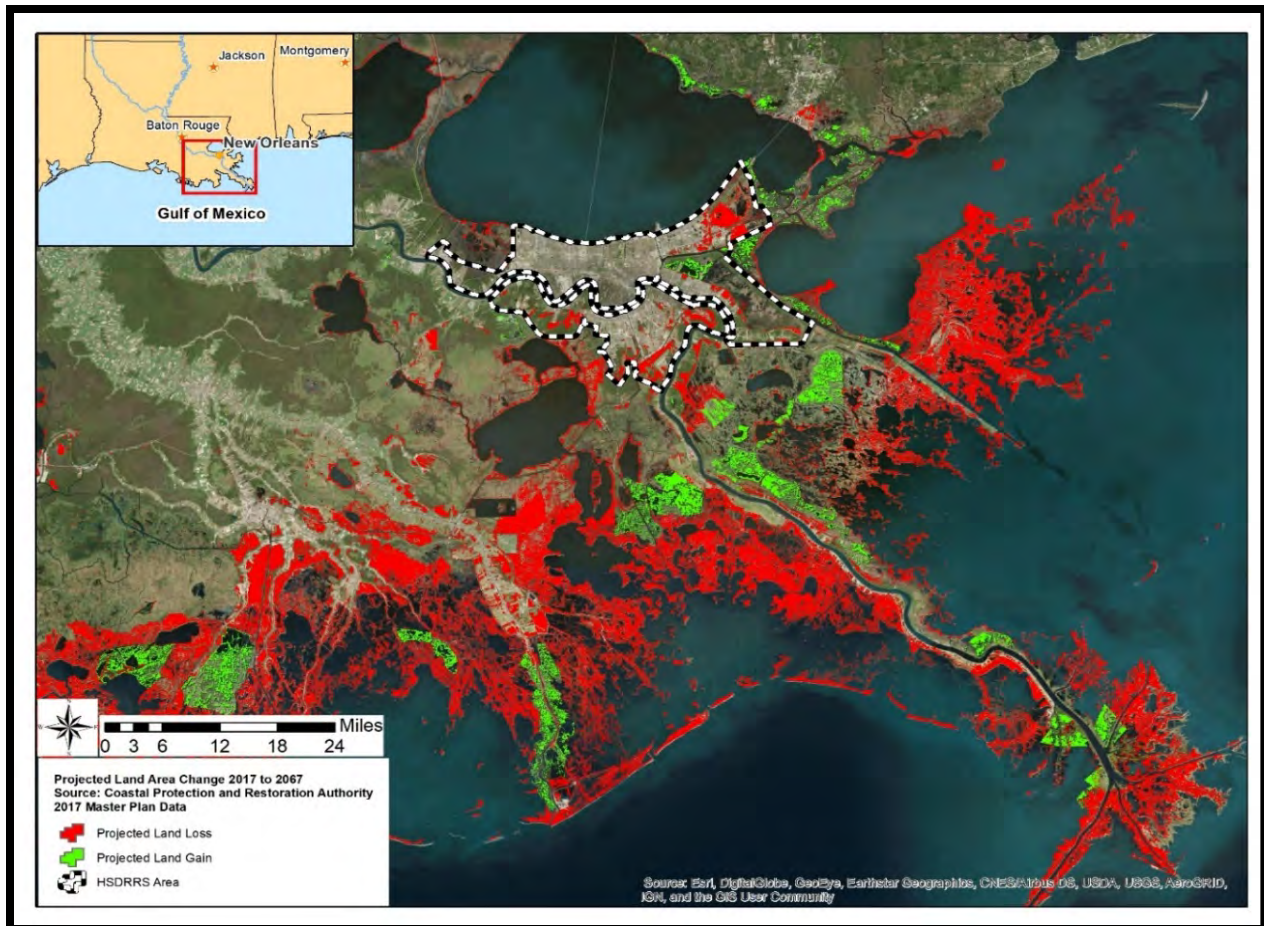 Jackson
Montgomery
Baton Rouge
New Orleans
Gulf of Mexico
Miles
0 3 6 12 18 24
Projected Land Area Change 2017 to 2067
Source: Coastal Protection and Restoration Authority
2017 Master Plan Data
Projected Land Loss
Projected Land Gain
HSDRRS Area
Source: Esri, DigitalGlobe, GeoEye, Earthstar Geographics, CNES/Airbus DS, USDA, USGS, AeroGRID,
IGN, and the GIS User Community